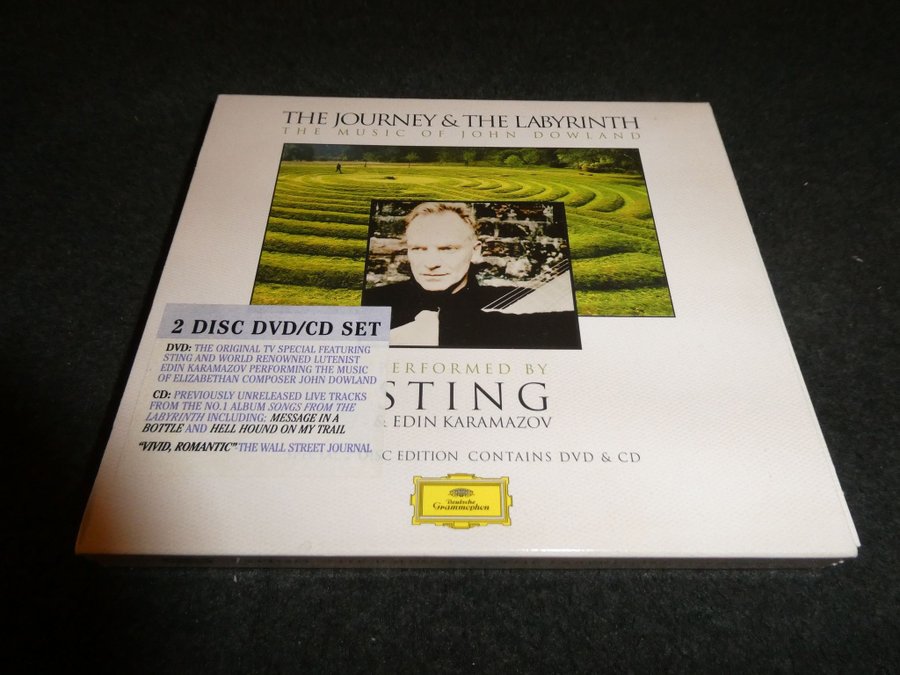 THE JOURNEY & THE LABYRINTH
THE MUSIC OF JOHN DOWLAND
2 DISC DVD/CD SET
DVD: THE ORIGINAL TV SPECIAL FEATURING
STING AND WORLD RENOWNED LUTENIST
EDIN KARAMAZOV PERFORMING THE MUSIC
OF ELIZABETHAN COMPOSER JOHN DOWLAND
CD: PREVIOUSLY UNRELEASED LIVE TRACKS
FROM THE NO.1 ALBUM SONGS FROM THE
LABYRINTH INCLUDING: MESSAGE IN A
BOTTLE AND HELL HOUND ON MY TRAIL
"VIVID, ROMANTIC" THE WALL STREET JOURNAL
ERFORMED BY
STING
& EDIN KARAMAZOV
DISC EDITION CONTAINS DVD & CD
Deutsche
Grammophon